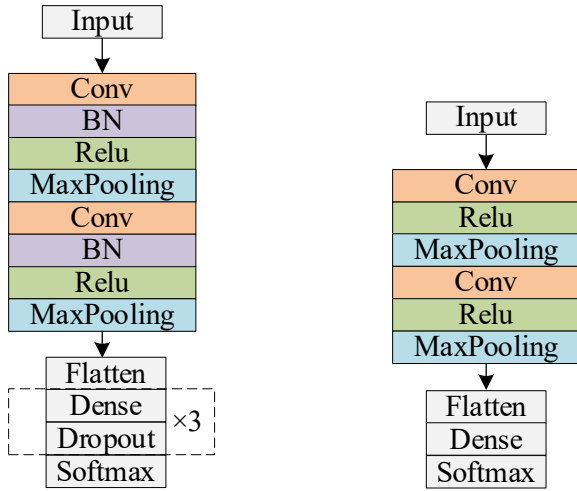 Input
Conv
BN
Relu
MaxPooling
Conv
BN
Relu
MaxPooling
Flatten
Dense
Dropout
×3
Softmax
Input
Conv
Relu
MaxPooling
Conv
Relu
MaxPooling
Flatten
Dense
Softmax